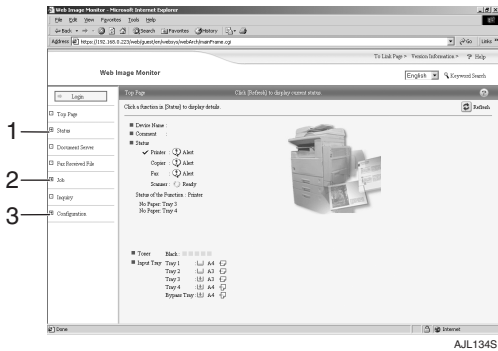 Web Image Monitor - Microsoft Internet Explorer
File Edit View Favorites Tools Help
Back Search Favorites History
Address https://192.168.0.223/web/guest/en/websys/webArch/mainFrame.cgi Go Links
To Link Page Version Information Help
Web Image Monitor English Keyword Search
Login
Top Page Click [Refresh] to display current status
Top Page
Click a function in [Status] to display details. Refresh
1 Status
Document Server
Fax Received File
2 Job
Inquiry
3 Configuration
Device Name :
Comment :
Status
Printer : Alert
Copier : Alert
Fax : Alert
Scanner : Ready
Status of the Function : Printer
No Paper: Tray 3
No Paper: Tray 4
Toner Black :
Input Tray Tray 1 : A4
Tray 2 : A3
Tray 3 : A3
Tray 4 : A4
Bypass Tray : A4
Done Internet
AJL134S